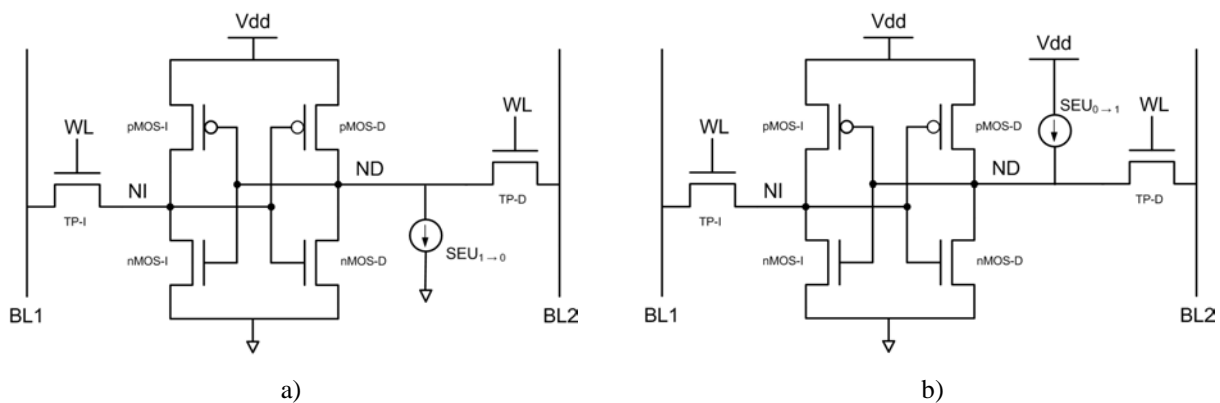 Vdd
WL
pMOS-I
pMOS-D
WL
NI
ND
TP-I
TP-D
nMOS-I
nMOS-D
SEU1→0
BL1
BL2
a)
Vdd
Vdd
SEU0→1
WL
pMOS-I
pMOS-D
WL
NI
ND
TP-I
TP-D
nMOS-I
nMOS-D
BL1
BL2
b)